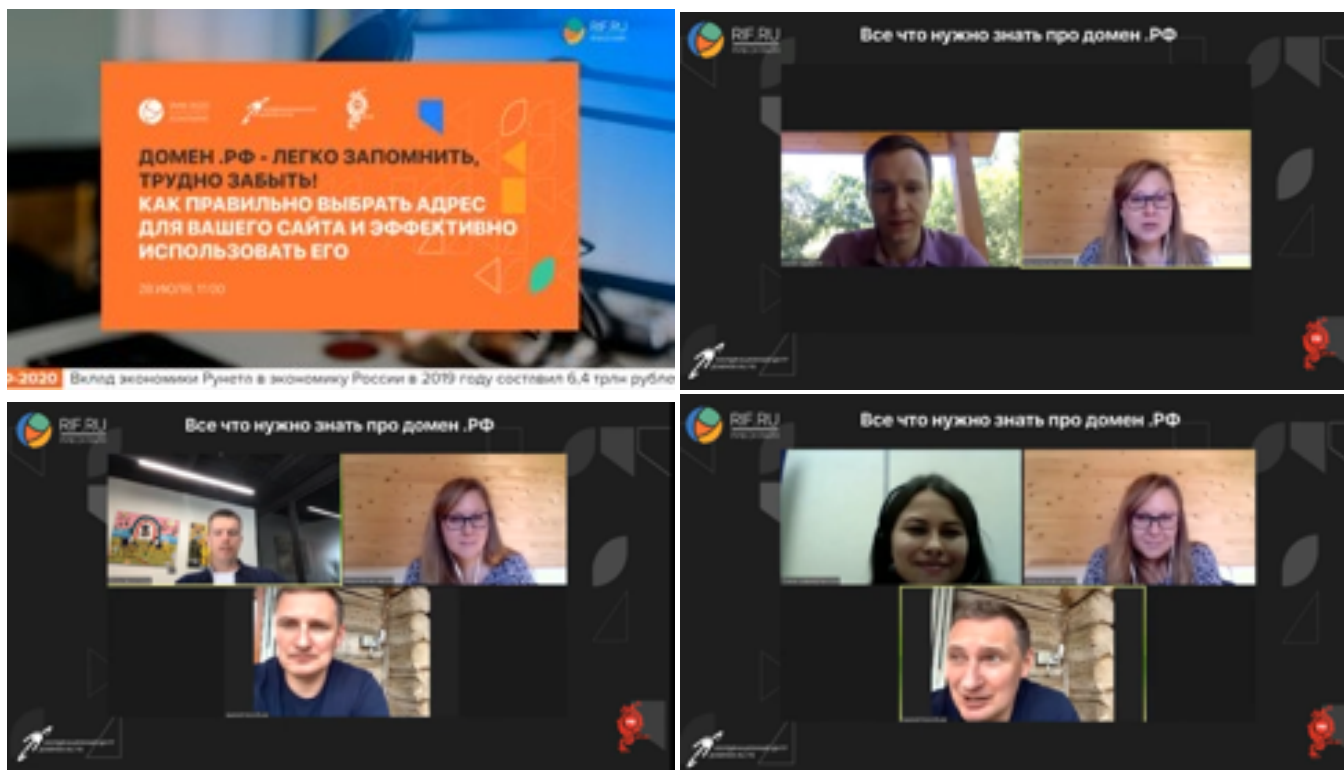 RIF.RU
ДОМЕН .РФ - ЛЕГКО ЗАПОМНИТЬ,
ТРУДНО ЗАБЫТЬ!
КАК ПРАВИЛЬНО ВЫБРАТЬ АДРЕС
ДЛЯ ВАШЕГО САЙТА И ЭФФЕКТИВНО
ИСПОЛЬЗОВАТЬ ЕГО
28 ИЮЛЯ, 11:00
Ф-2020 Вклад экономики Рунета в экономику России в 2019 году составил 6,4 трлн рубле
RIF.RU
Все что нужно знать про домен .РФ
RIF.RU
Все что нужно знать про домен .РФ
RIF.RU
Все что нужно знать про домен .РФ